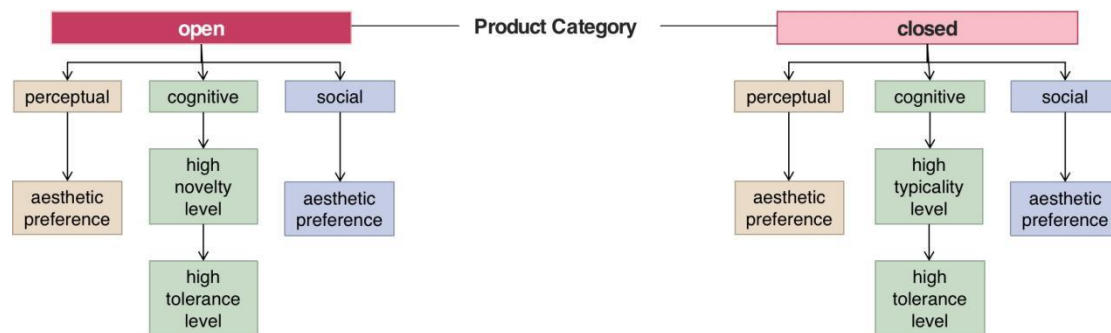 open
Product Category
closed
perceptual
cognitive
social
perceptual
cognitive
social
aesthetic
preference
high
novelty
level
aesthetic
preference
aesthetic
preference
high
typicality
level
aesthetic
preference
high
tolerance
level
high
tolerance
level